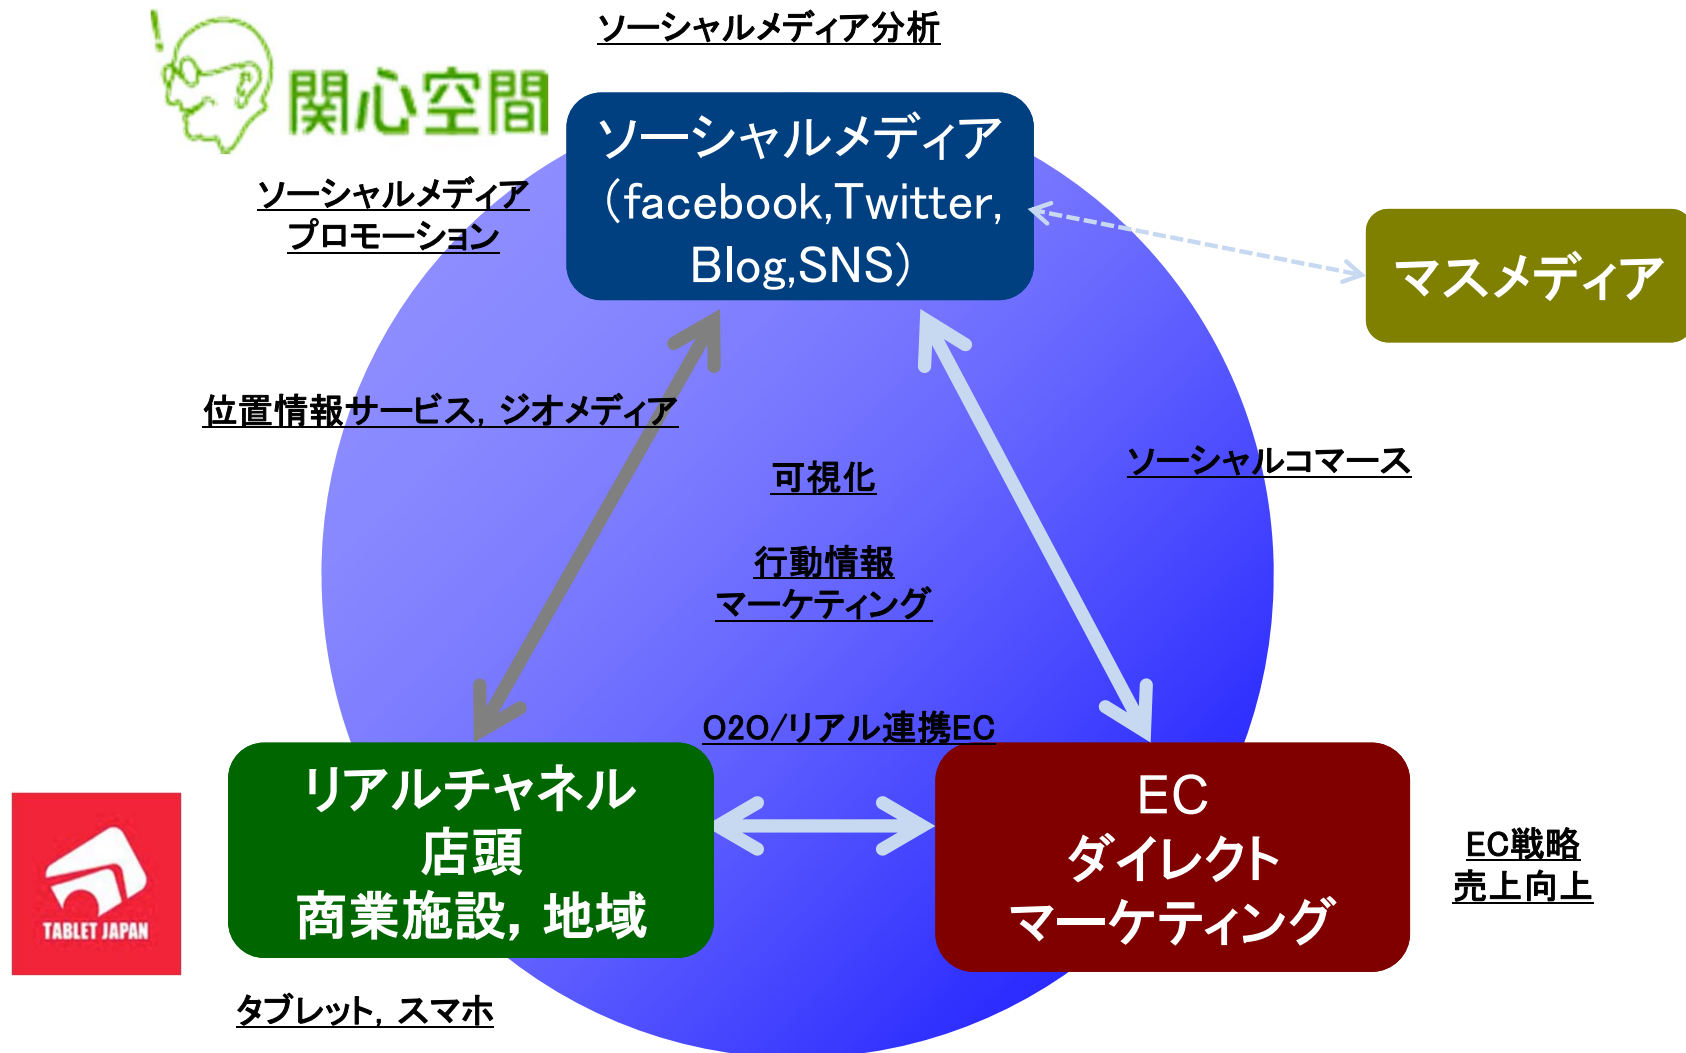 ソーシャルメディア分析
関心空間
ソーシャルメディア
(facebook,Twitter,
Blog,SNS)
ソーシャルメディア
プロモーション
マスメディア
位置情報サービス, ジオメディア
ソーシャルコマース
可視化
行動情報
マーケティング
O2O/リアル連携EC
リアルチャネル
店頭
商業施設, 地域
EC
ダイレクト
マーケティング
EC戦略
売上向上
TABLET JAPAN
タブレット, スマホ